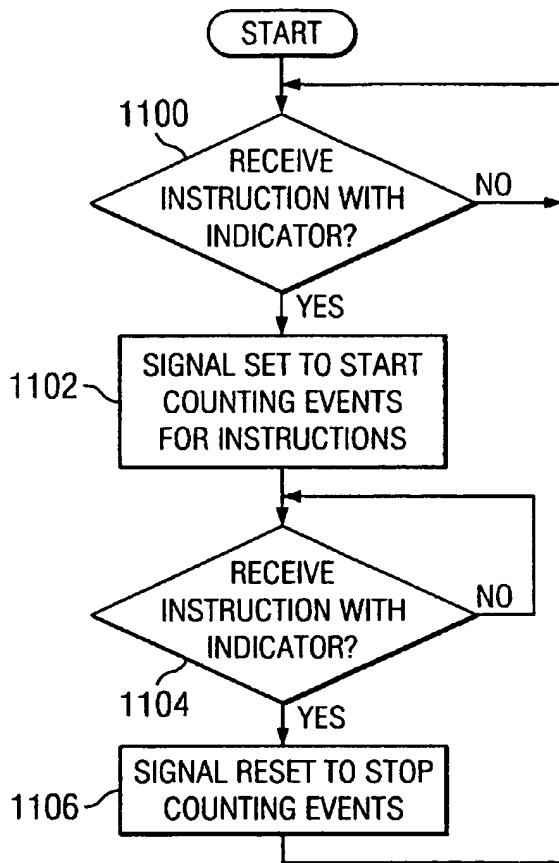 START
1100
RECEIVE
INSTRUCTION WITH
INDICATOR?
NO
YES
1102
SIGNAL SET TO START
COUNTING EVENTS
FOR INSTRUCTIONS
RECEIVE
INSTRUCTION WITH
INDICATOR?
NO
1104
YES
1106
SIGNAL RESET TO STOP
COUNTING EVENTS